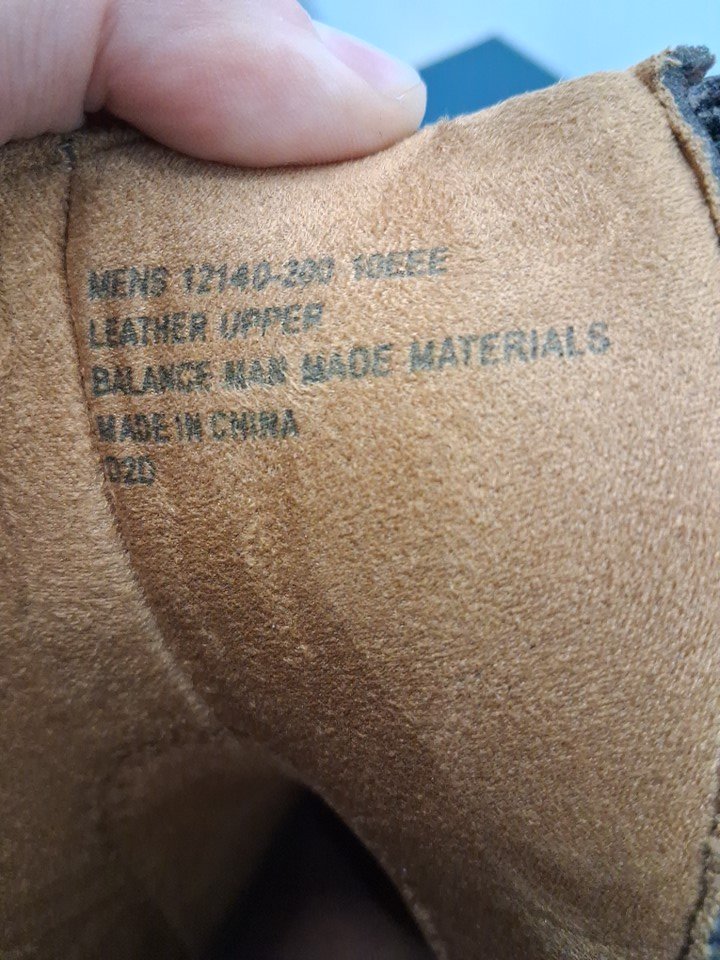 MENS 12140-200 10EEE
LEATHER UPPER
BALANCE MAN MADE MATERIALS
MADE IN CHINA
02D